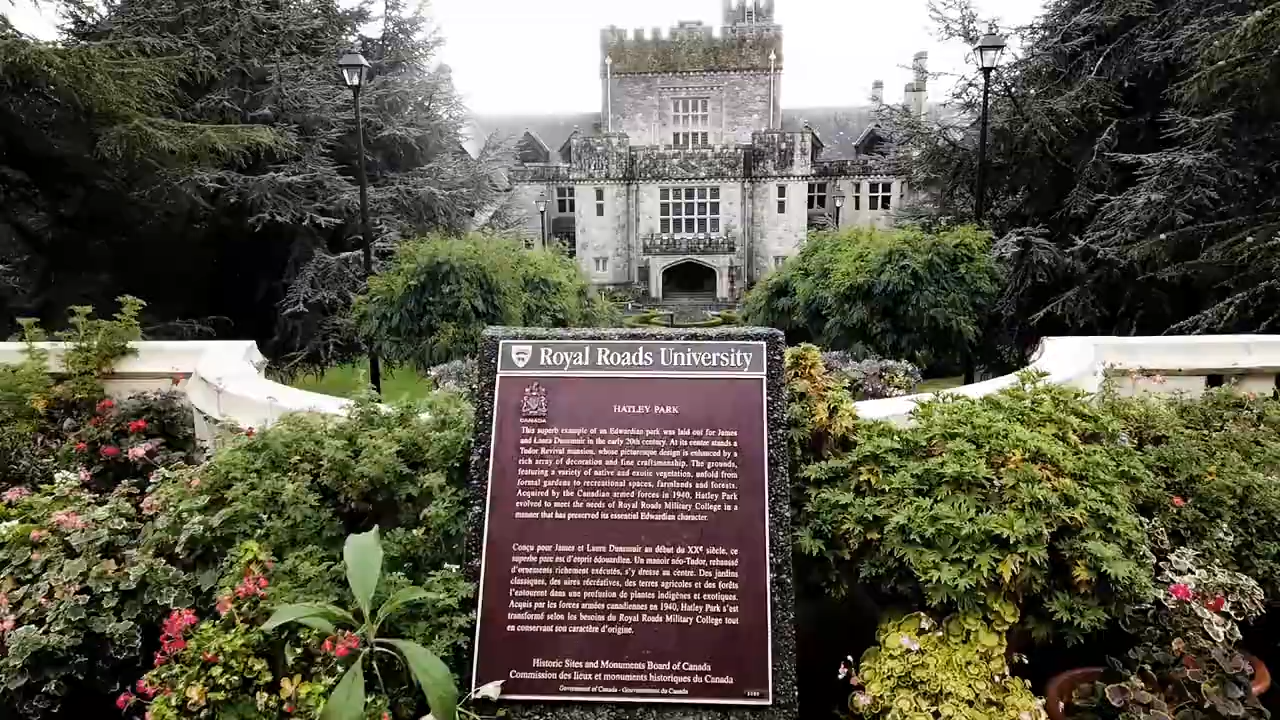 Royal Roads University
CANADA
HATLEY PARK
This superb example of an Edwardian park was laid out for James
and Laura Dunsmuir in the early 20th century. At its centre stands a
Tudor Revival mansion, whose picturesque design is enhanced by a
rich array of decoration and fine craftsmanship. The grounds,
featuring a variety of native and exotic vegetation, unfold from
formal gardens to recreational spaces, farmlands and forests.
Acquired by the Canadian armed forces in 1940, Hatley Park
evolved to meet the needs of Royal Roads Military College in a
manner that has preserved its essential Edwardian character.
Conçu pour James et Laura Dunsmuir au début du XXe siècle, ce
superbe parc est d'esprit édouardien. Un manoir néo-Tudor, rehaussé
d'ornements richement exécutés, s'y dresse au centre. Des jardins
classiques, des aires récréatives, des terres agricoles et des forêts
l'entourent dans une profusion de plantes indigènes et exotiques.
Acquis par les forces armées canadiennes en 1940, Hatley Park s'est
transformé selon les besoins du Royal Roads Military College tout
en conservant son caractère d'origine.
Historic Sites and Monuments Board of Canada
Commission des lieux et monuments historiques du Canada
Government of Canada - Gouvernement du Canada